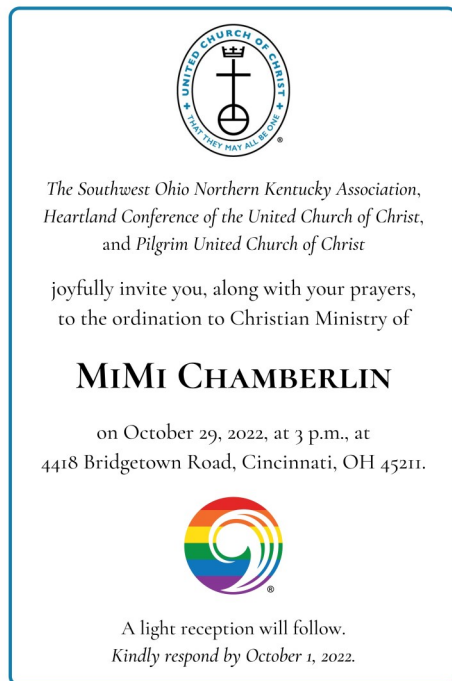 UNITED CHURCH OF CHRIST
THAT THEY MAY ALL BE ONE
®
The Southwest Ohio Northern Kentucky Association,
Heartland Conference of the United Church of Christ,
and Pilgrim United Church of Christ
joyfully invite you, along with your prayers,
to the ordination to Christian Ministry of
MiMi Chamberlin
on October 29, 2022, at 3 p.m., at
4418 Bridgetown Road, Cincinnati, OH 45211.
®
A light reception will follow.
Kindly respond by October 1, 2022.